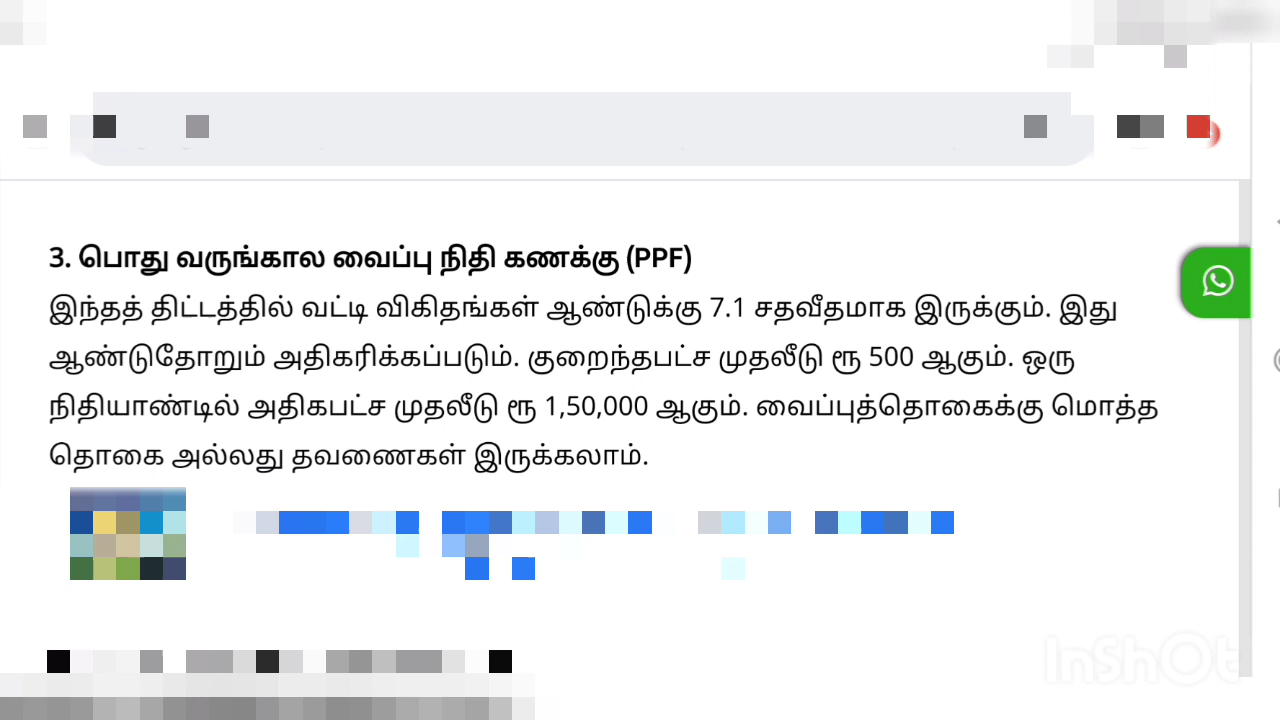 3. பொது வருங்கால வைப்பு நிதி கணக்கு (PPF)
இந்தத் திட்டத்தில் வட்டி விகிதங்கள் ஆண்டுக்கு 7.1 சதவீதமாக இருக்கும். இது
ஆண்டுதோறும் அதிகரிக்கப்படும். குறைந்தபட்ச முதலீடு ரூ 500 ஆகும். ஒரு
நிதியாண்டில் அதிகபட்ச முதலீடு ரூ 1,50,000 ஆகும். வைப்புத்தொகைக்கு மொத்த
தொகை அல்லது தவணைகள் இருக்கலாம்.
InShOt